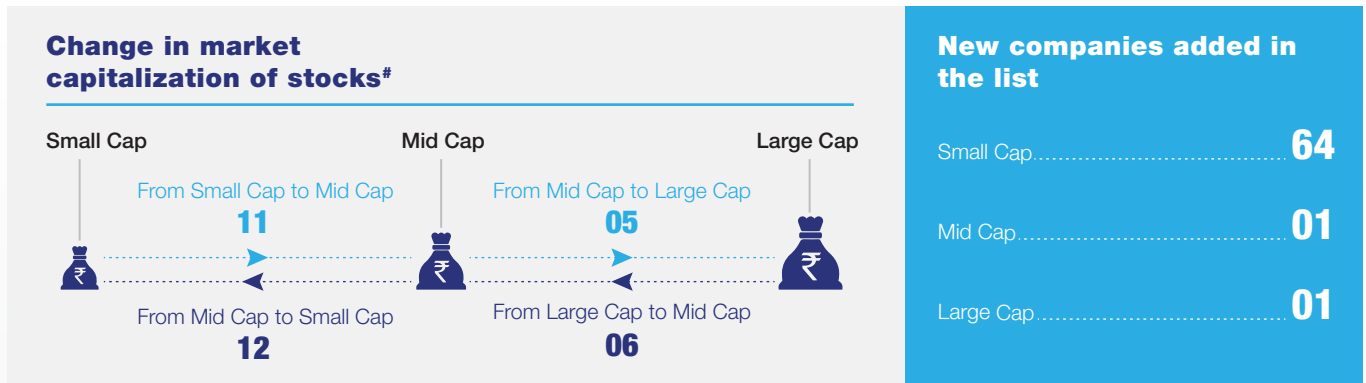 Change in market
capitalization of stocks#
Small Cap
Mid Cap
Large Cap
From Small Cap to Mid Cap
11
From Mid Cap to Large Cap
05
₹
₹
₹
From Mid Cap to Small Cap
12
From Large Cap to Mid Cap
06
New companies added in
the list
Small Cap 64
Mid Cap 01
Large Cap 01